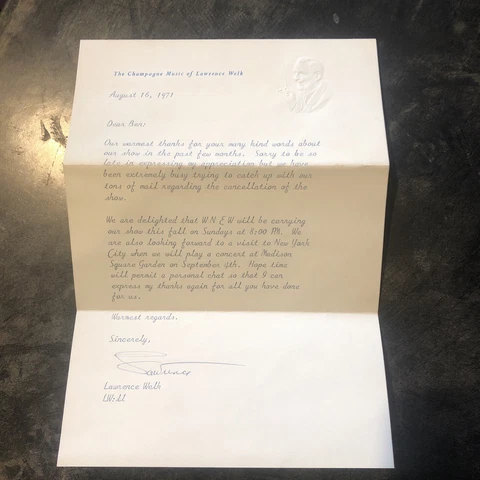 The Champagne Music of Lawrence Welk
August 16, 1971
Dear Ben:
Our warmest thanks for your very kind words about
our show in the past few months. Sorry to be so
late in expressing my appreciation but we have
been extremely busy trying to catch up with our
tons of mail regarding the cancellation of the
show.
We are delighted that W N E W will be carrying
our show this fall on Sundays at 8:00 PM. We
are also looking forward to a visit to New York
City when we will play a concert at Madison
Square Garden on September 9th. Hope time
will permit a personal chat so that I can
express my thanks again for all you have done
for us.
Warmest regards.
Sincerely,
Lawrence
Lawrence Welk